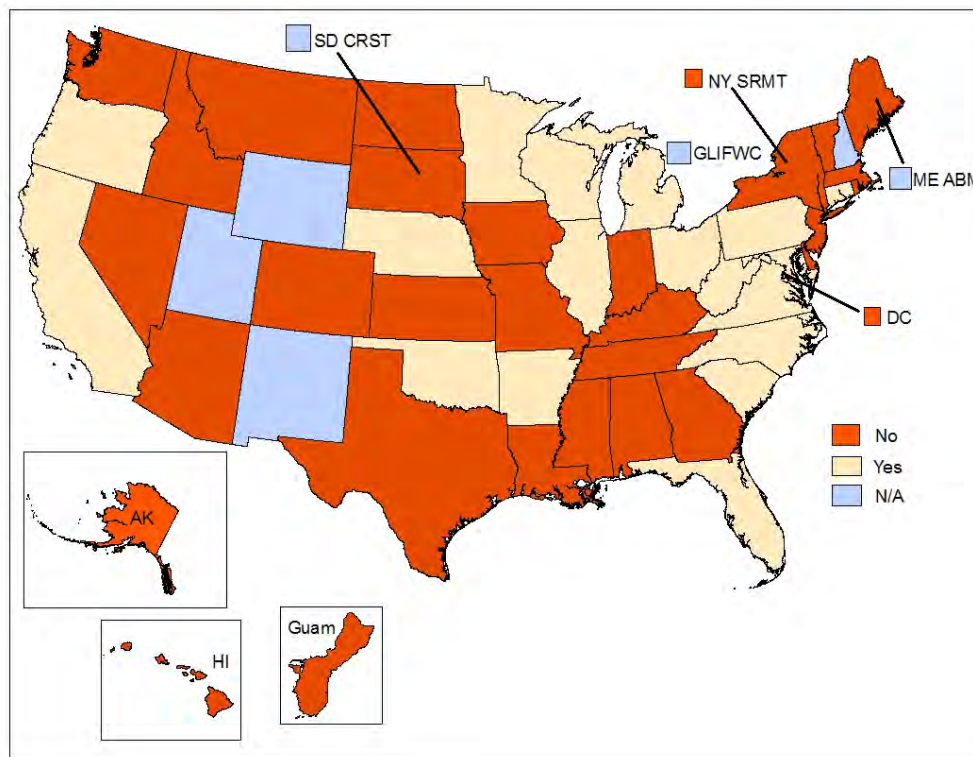 SD CRST
NY SRMT
GLIFWC
ME ABM
DC
No
Yes
N/A
AK
Guam
HI